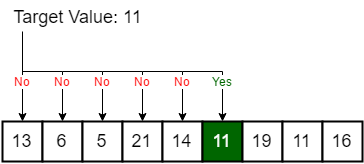 Target Value: 11
No No No No No Yes
13 6 5 21 14 11 19 11 16